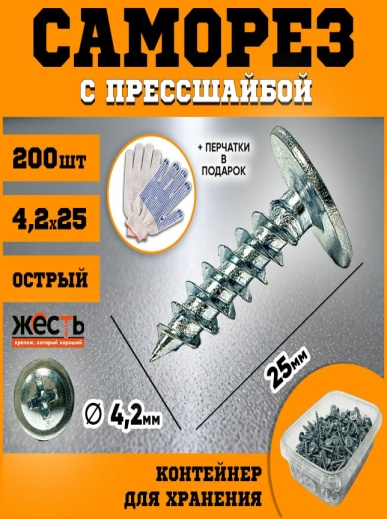 САМОРЕЗ
С ПРЕССШАЙБОЙ
200шт
+ ПЕРЧАТКИ
В
ПОДАРОК
4,2х25
ОСТРЫЙ
жесть
крепеж, который хороший
25мм
Ø 4,2мм
КОНТЕЙНЕР
ДЛЯ ХРАНЕНИЯ